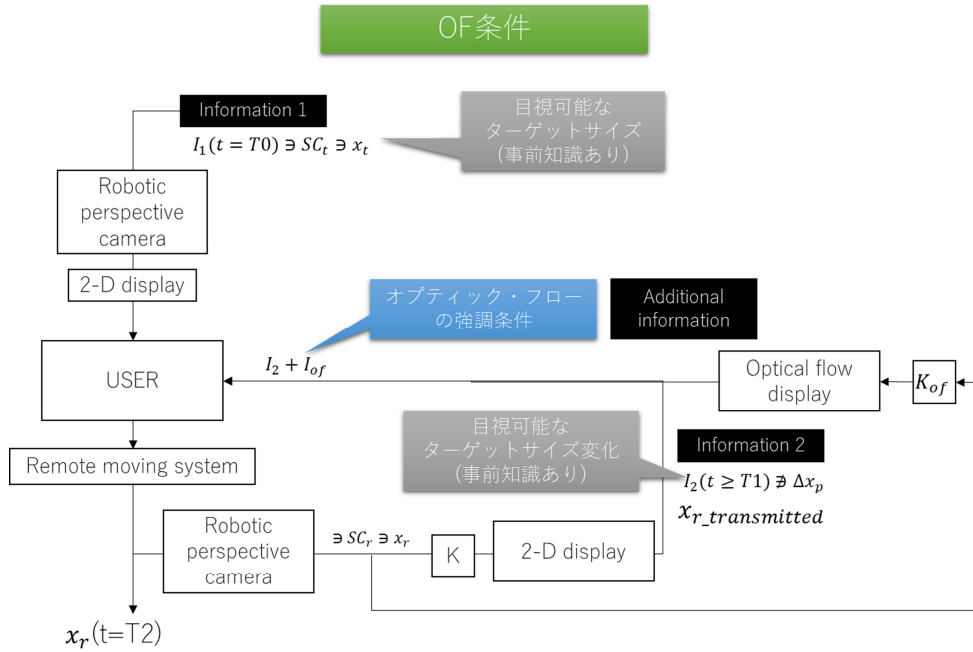 OF条件
Information 1
I₁(t = T0) ∋ SCₜ ∋ xₜ
目視可能な
ターゲットサイズ
(事前知識あり)
Robotic
perspective
camera
2-D display
オプティック・フロー
の強調条件
Additional
information
USER
I₂ + I_of
Optical flow
display
K_of
目視可能な
ターゲットサイズ変化
(事前知識あり)
Information 2
I₂(t ≥ T1) ∌ Δxₚ
x_r_transmitted
Remote moving system
Robotic
perspective
camera
∋ SCᵣ ∋ xᵣ
K
2-D display
xᵣ(t=T2)